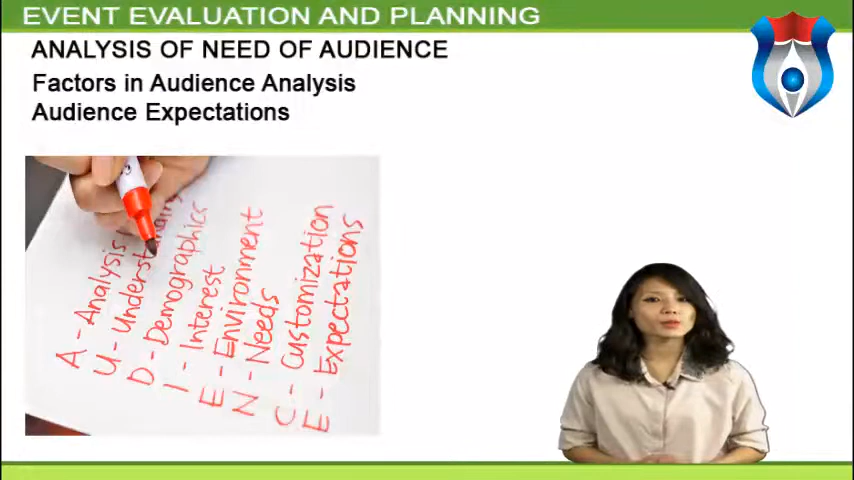 EVENT EVALUATION AND PLANNING
ANALYSIS OF NEED OF AUDIENCE
Factors in Audience Analysis
Audience Expectations
A - Analysis
U - Understanding
D - Demographics
I - Interest
E - Environment
N - Needs
C - Customization
E - Expectations